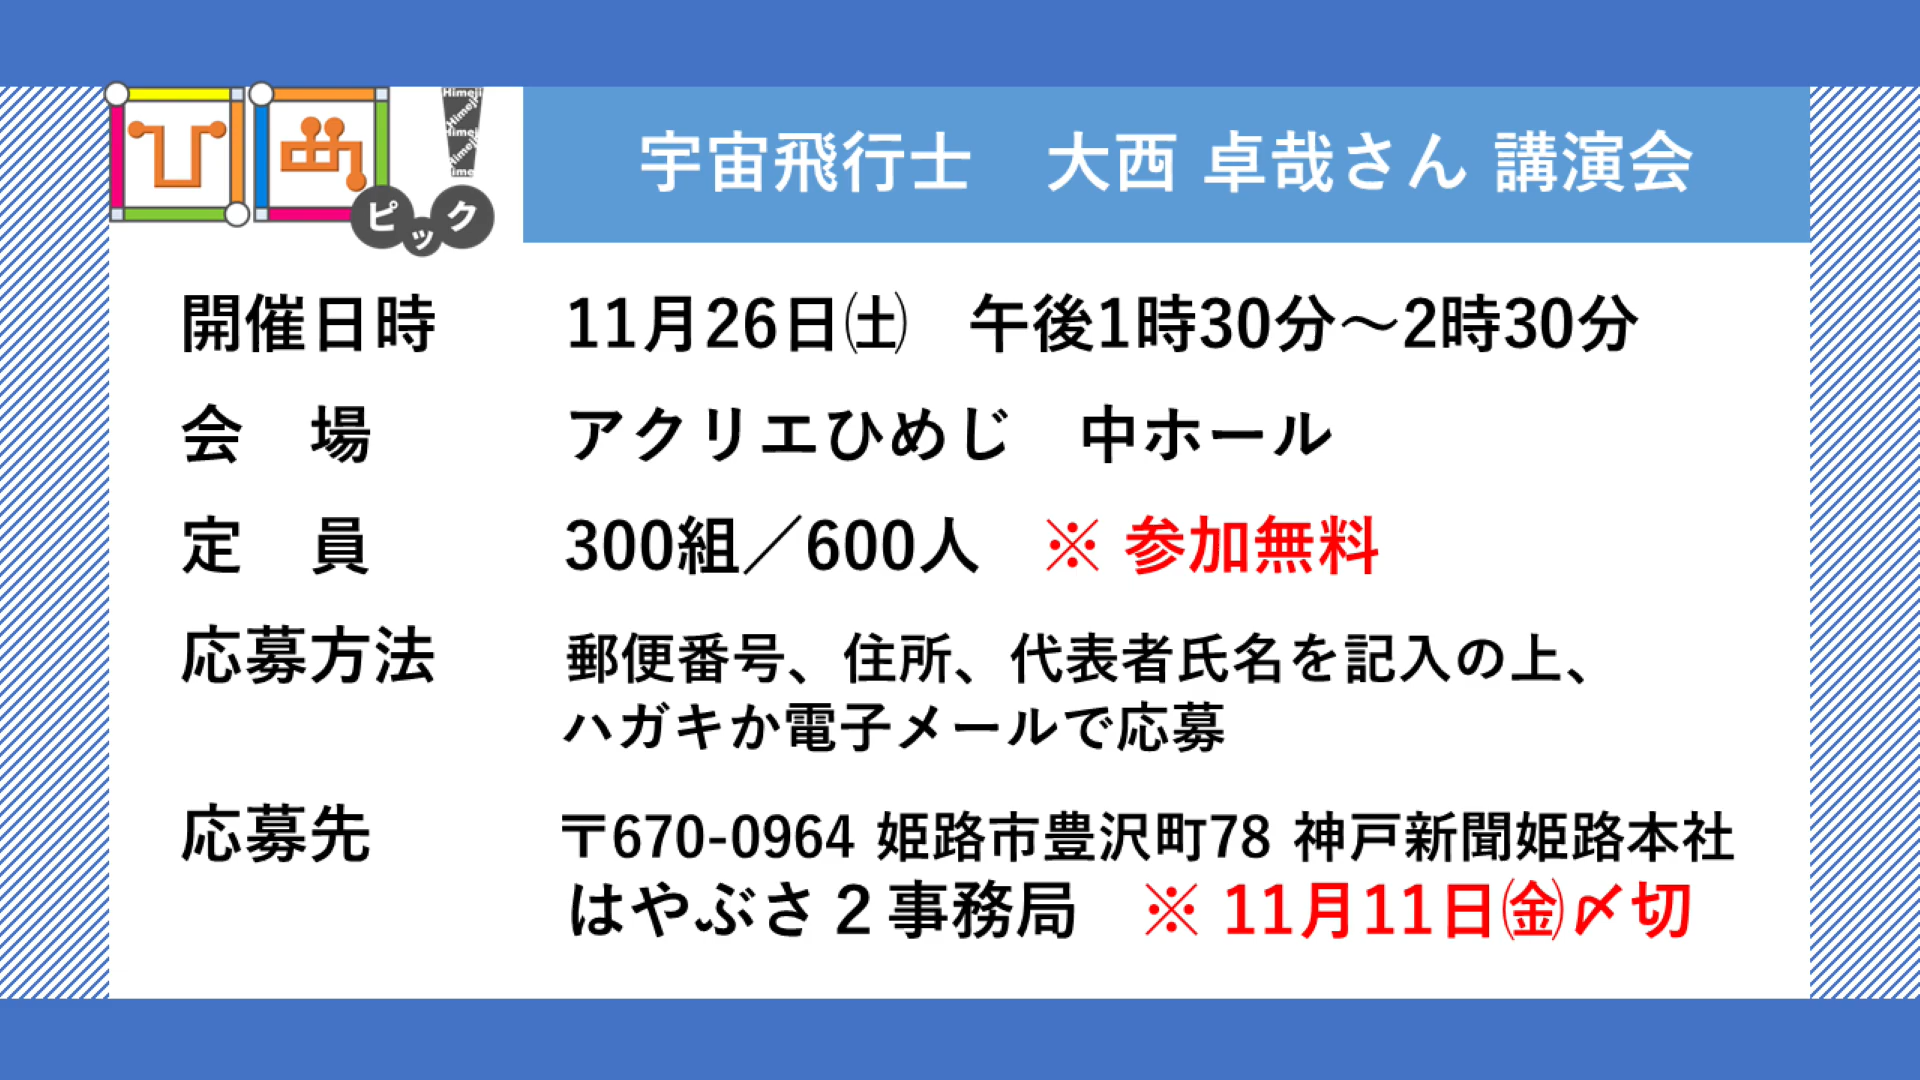 ひめ!ピック
Himeji Himeji Himeji Himeji Hime
宇宙飛行士　大西 卓哉さん 講演会
開催日時　11月26日㈯　午後1時30分～2時30分
会　場　アクリエひめじ　中ホール
定　員　300組／600人　※ 参加無料
応募方法　郵便番号、住所、代表者氏名を記入の上、
ハガキか電子メールで応募
応募先　〒670-0964 姫路市豊沢町78 神戸新聞姫路本社
はやぶさ２事務局　※ 11月11日㈮〆切